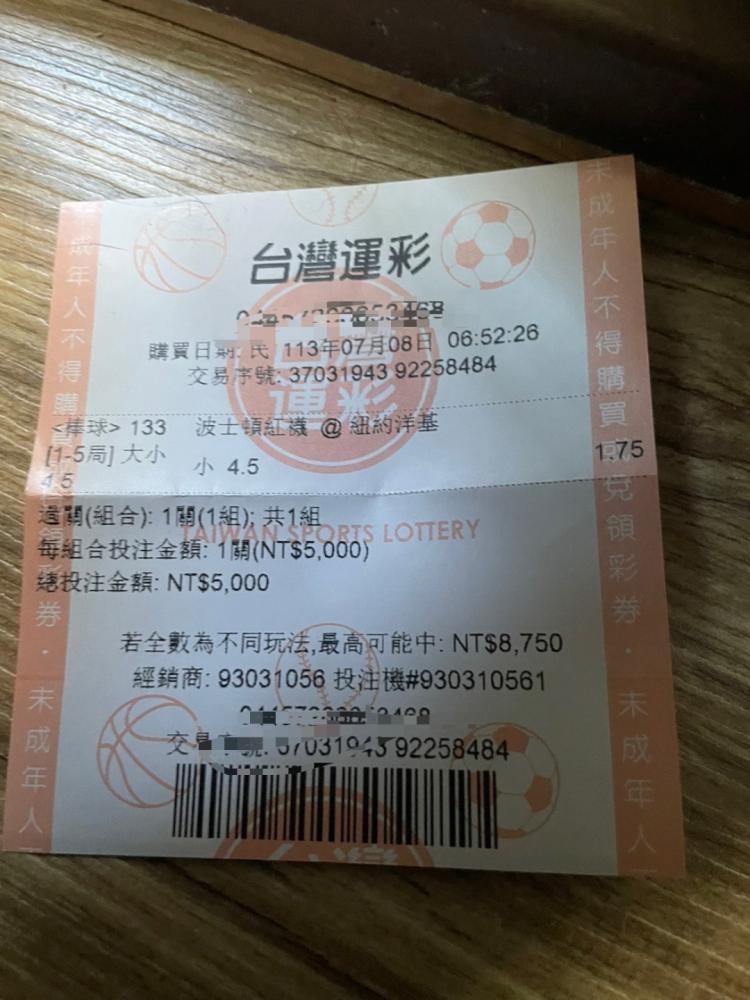 台灣運彩
購買日期: 民 113年07月08日 06:52:26
交易序號: 37031943 92258484
<棒球> 133 波士頓紅襪 @ 紐約洋基
[1-5局] 大小 小 4.5 1.75
4.5
過關(組合): 1關(1組); 共1組
TAIWAN SPORTS LOTTERY
每組合投注金額: 1關(NT$5,000)
總投注金額: NT$5,000
若全數為不同玩法,最高可能中: NT$8,750
經銷商: 93031056 投注機#930310561
37031943 92258484
未成年人不得購買或兌領彩券・未成年人